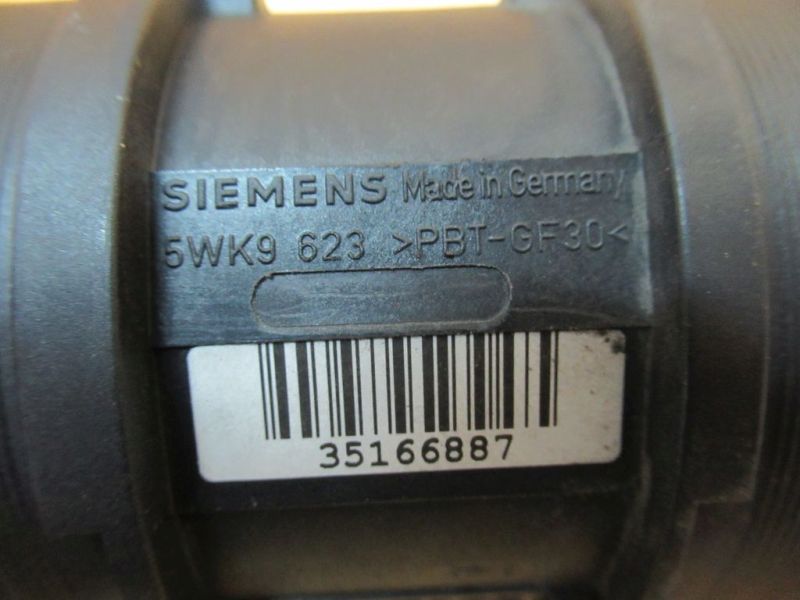 SIEMENS Made in Germany
5WK9 623 >PBT-GF30<
35166887